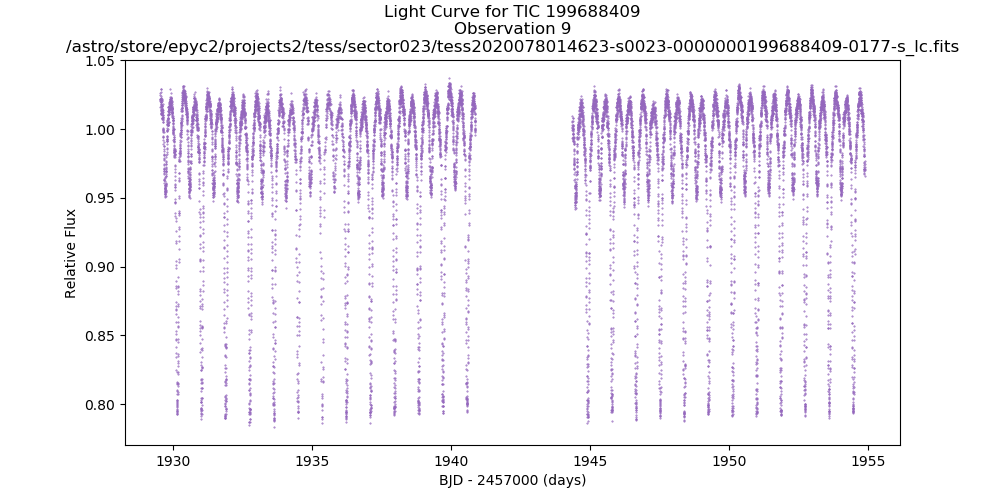 Light Curve for TIC 199688409
Observation 9
/astro/store/epyc2/projects2/tess/sector023/tess2020078014623-s0023-0000000199688409-0177-s_lc.fits
1.05
1.00
0.95
0.90
0.85
0.80
Relative Flux
1930
1935
1940
1945
1950
1955
BJD - 2457000 (days)